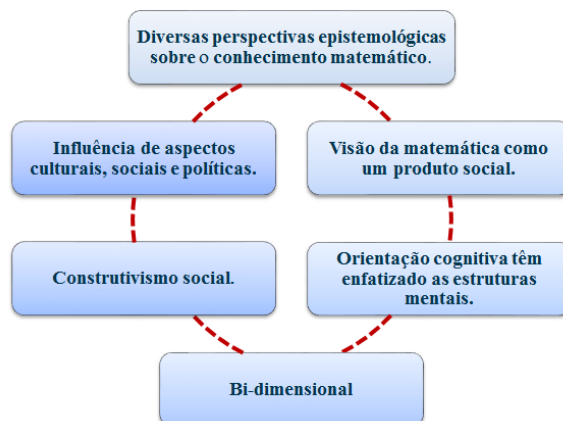 Diversas perspectivas epistemológicas
sobre o conhecimento matemático.
Influência de aspectos
culturais, sociais e políticas.
Visão da matemática como
um produto social.
Construtivismo social.
Orientação cognitiva têm
enfatizado as estruturas
mentais.
Bi-dimensional